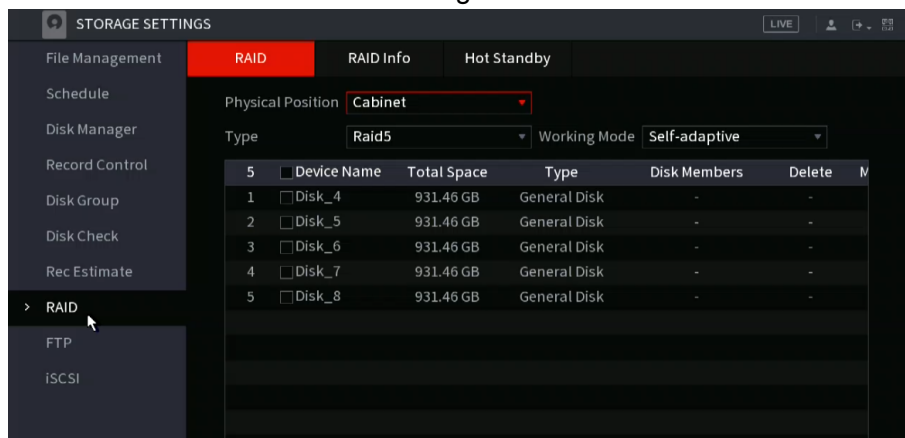 STORAGE SETTINGS LIVE
File Management
Schedule
Disk Manager
Record Control
Disk Group
Disk Check
Rec Estimate
> RAID
FTP
iSCSI
RAID RAID Info Hot Standby
Physical Position Cabinet
Type Raid5 Working Mode Self-adaptive
5 Device Name Total Space Type Disk Members Delete M
1 Disk_4 931.46 GB General Disk - -
2 Disk_5 931.46 GB General Disk - -
3 Disk_6 931.46 GB General Disk - -
4 Disk_7 931.46 GB General Disk - -
5 Disk_8 931.46 GB General Disk - -